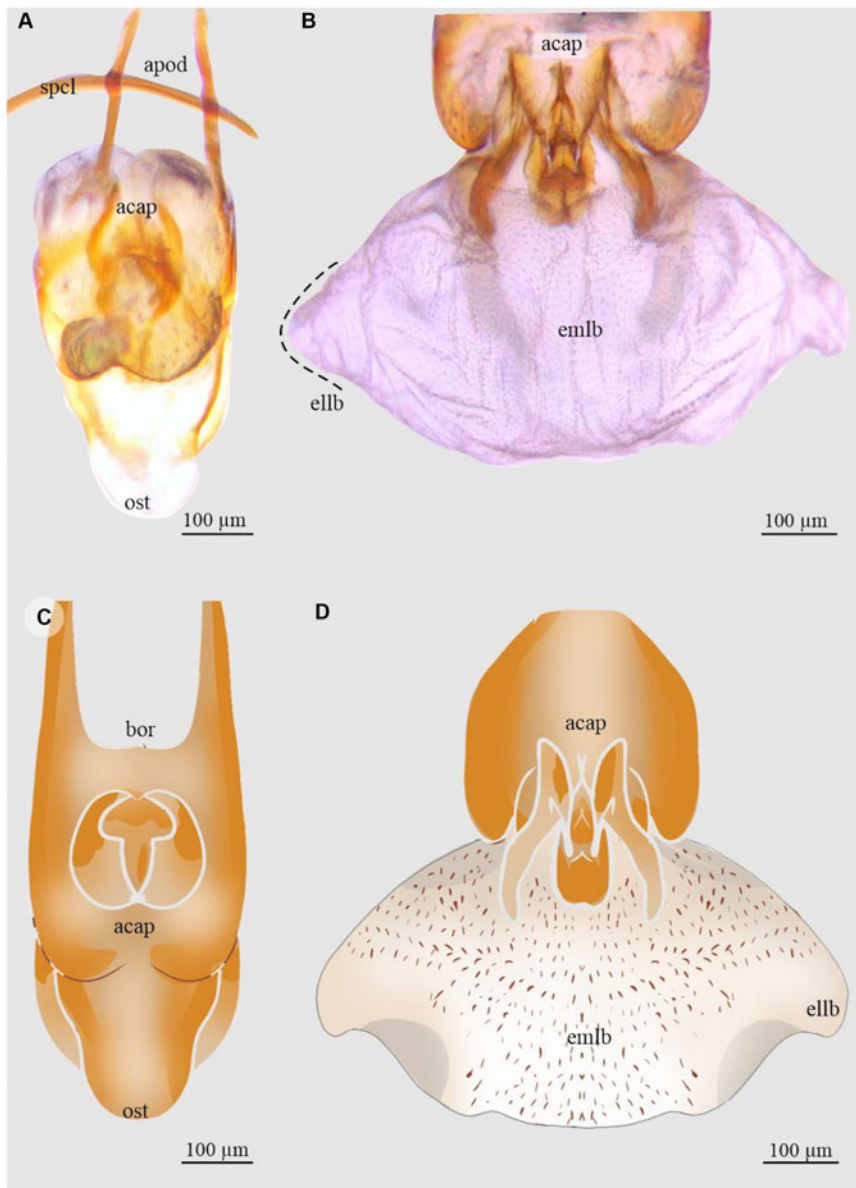 A
apod
spcl
acap
ost
100 µm
B
acap
emlb
ellb
100 µm
C
bor
acap
ost
100 µm
D
acap
ellb
emlb
100 µm